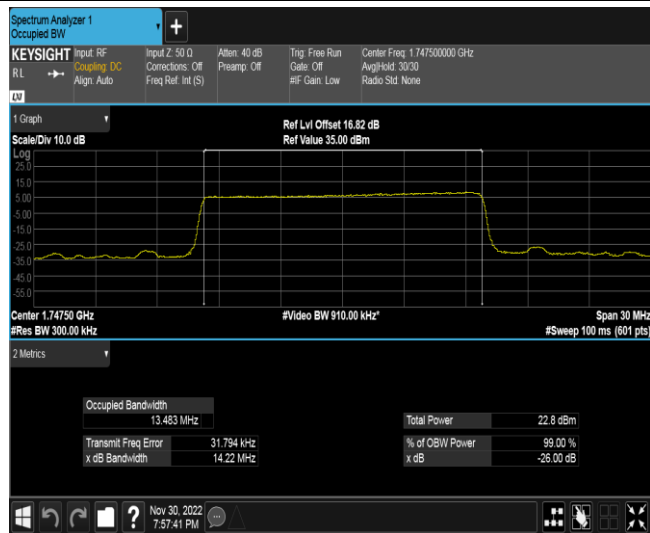 Spectrum Analyzer 1
Occupied BW
+
KEYSIGHT
RL
LXI
Input: RF
Coupling: DC
Align: Auto
Input Z: 50 Ω
Corrections: Off
Freq Ref: Int (S)
Atten: 40 dB
Preamp: Off
Trig: Free Run
Gate: Off
#IF Gain: Low
Center Freq: 1.747500000 GHz
Avg|Hold: 30/30
Radio Std: None
1 Graph
Scale/Div 10.0 dB
Ref Lvl Offset 16.82 dB
Ref Value 35.00 dBm
Log
25.0
15.0
5.00
-5.00
-15.0
-25.0
-35.0
-45.0
-55.0
Center 1.74750 GHz
#Res BW 300.00 kHz
#Video BW 910.00 kHz*
Span 30 MHz
#Sweep 100 ms (601 pts)
2 Metrics
Occupied Bandwidth
13.483 MHz
Transmit Freq Error 31.794 kHz
x dB Bandwidth 14.22 MHz
Total Power 22.8 dBm
% of OBW Power 99.00 %
x dB -26.00 dB
?
Nov 30, 2022
7:57:41 PM